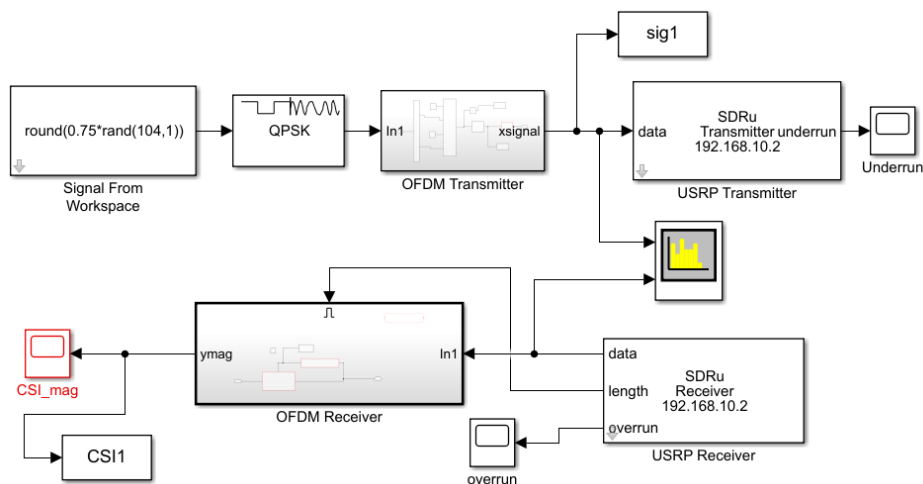 sig1
round(0.75*rand(104,1))
Signal From
Workspace
QPSK
In1
xsignal
OFDM Transmitter
data
SDRu
Transmitter underrun
192.168.10.2
USRP Transmitter
Underrun
CSI_mag
CSI1
ymag
In1
OFDM Receiver
data
length
overrun
SDRu
Receiver
192.168.10.2
USRP Receiver
overrun